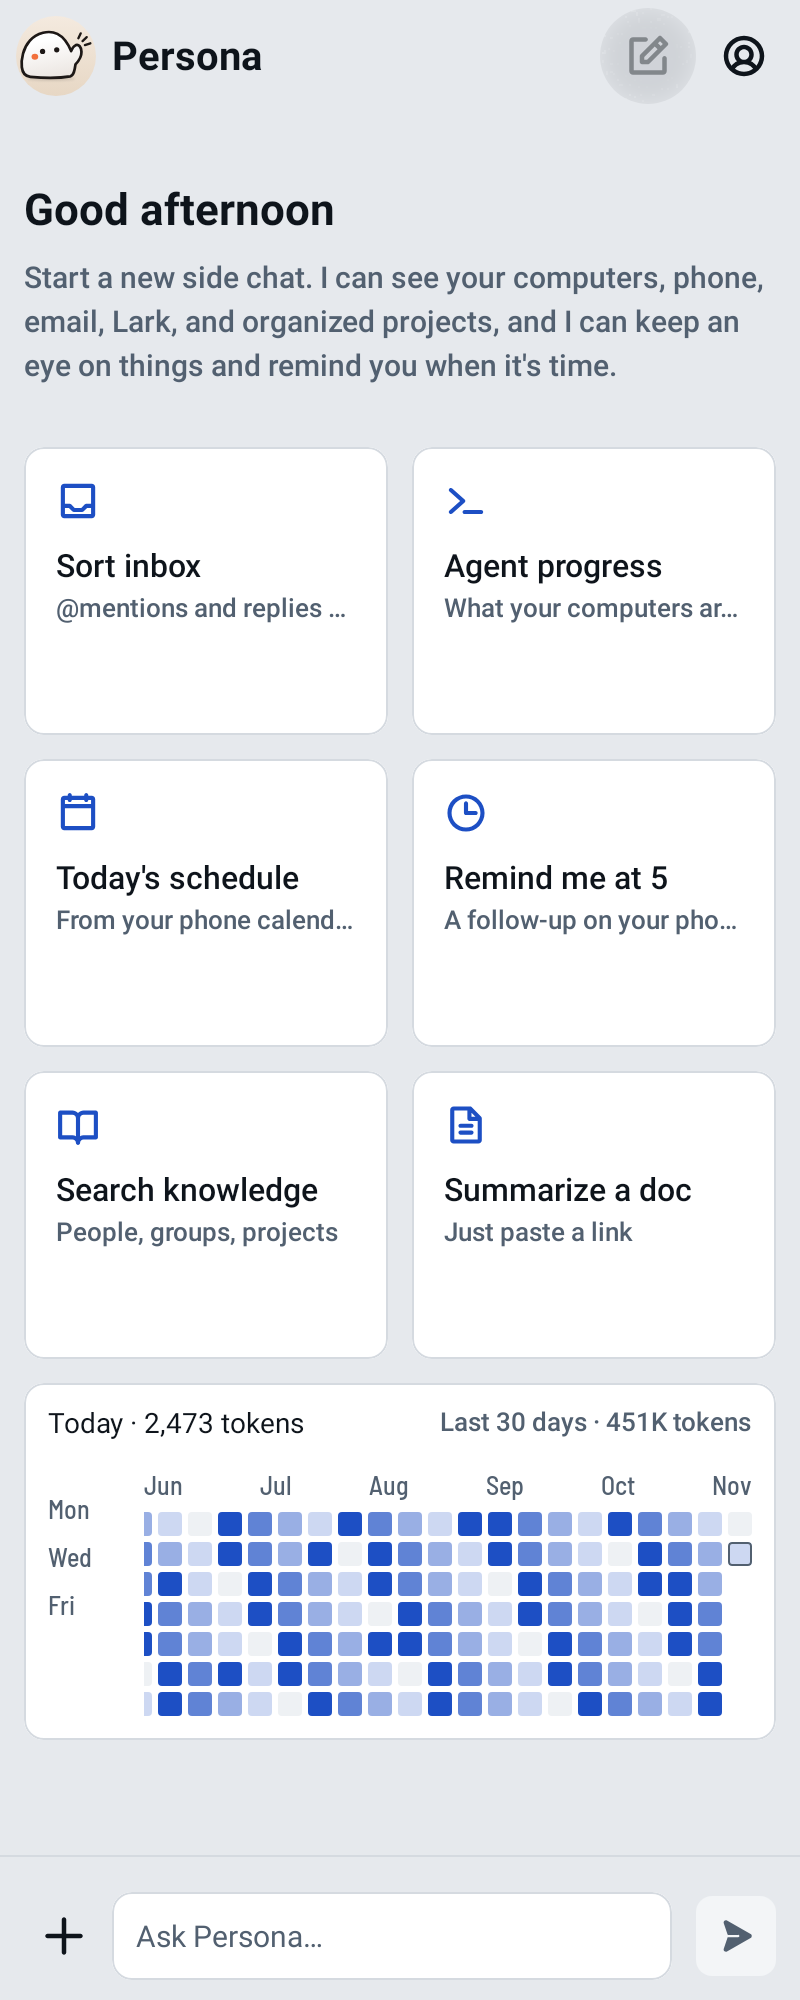 Persona
Good afternoon
Start a new side chat. I can see your computers, phone,
email, Lark, and organized projects, and I can keep an
eye on things and remind you when it's time.
Sort inbox
@mentions and replies ...
Agent progress
What your computers ar...
Today's schedule
From your phone calend...
Remind me at 5
A follow-up on your pho...
Search knowledge
People, groups, projects
Summarize a doc
Just paste a link
Today · 2,473 tokens
Last 30 days · 451K tokens
Jun Jul Aug Sep Oct Nov
Mon
Wed
Fri
Ask Persona...